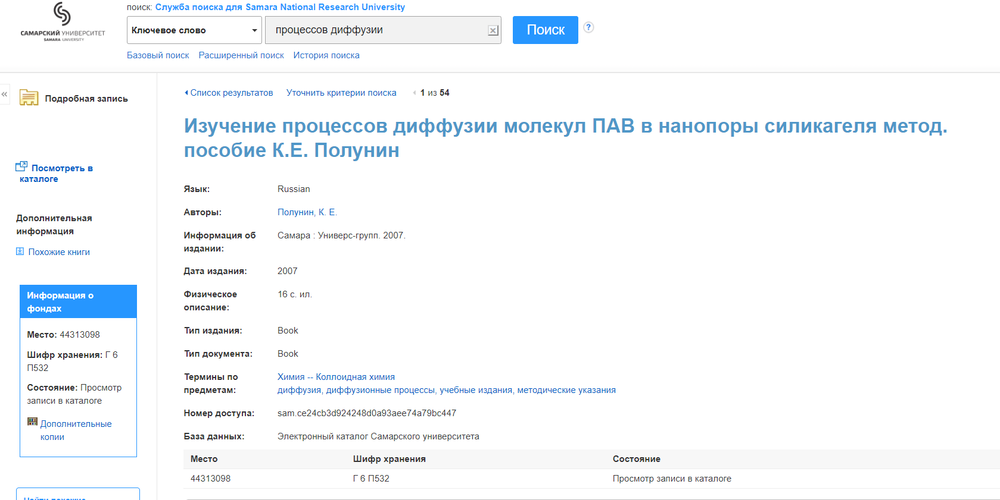 САМАРСКИЙ УНИВЕРСИТЕТ
SAMARA UNIVERSITY
поиск: Служба поиска для Samara National Research University
Ключевое слово
процессов диффузии
Поиск
?
Базовый поиск Расширенный поиск История поиска
«
Подробная запись
Посмотреть в
каталоге
Дополнительная
информация
Похожие книги
Информация о
фондах
Место: 44313098
Шифр хранения: Г 6
П532
Состояние: Просмотр
записи в каталоге
Дополнительные
копии
Найти похожие
Список результатов Уточнить критерии поиска 1 из 54
Изучение процессов диффузии молекул ПАВ в нанопоры силикагеля метод.
пособие К.Е. Полунин
Язык: Russian
Авторы: Полунин, К. Е.
Информация об
издании: Самара : Универс-групп. 2007.
Дата издания: 2007
Физическое
описание: 16 с. ил.
Тип издания: Book
Тип документа: Book
Термины по
предметам: Химия -- Коллоидная химия
диффузия, диффузионные процессы, учебные издания, методические указания
Номер доступа: sam.ce24cb3d924248d0a93aee74a79bc447
База данных: Электронный каталог Самарского университета
Место Шифр хранения Состояние
44313098 Г 6 П532 Просмотр записи в каталоге